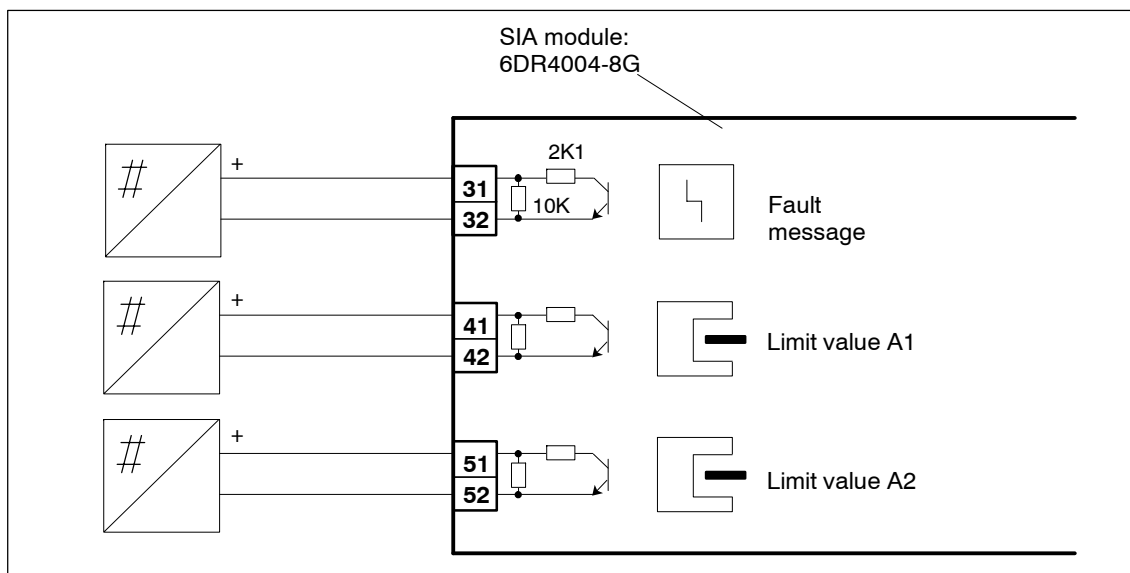 SIA module:
6DR4004-8G
+
31
32
2K1
10K
Fault
message
+
41
42
Limit value A1
+
51
52
Limit value A2